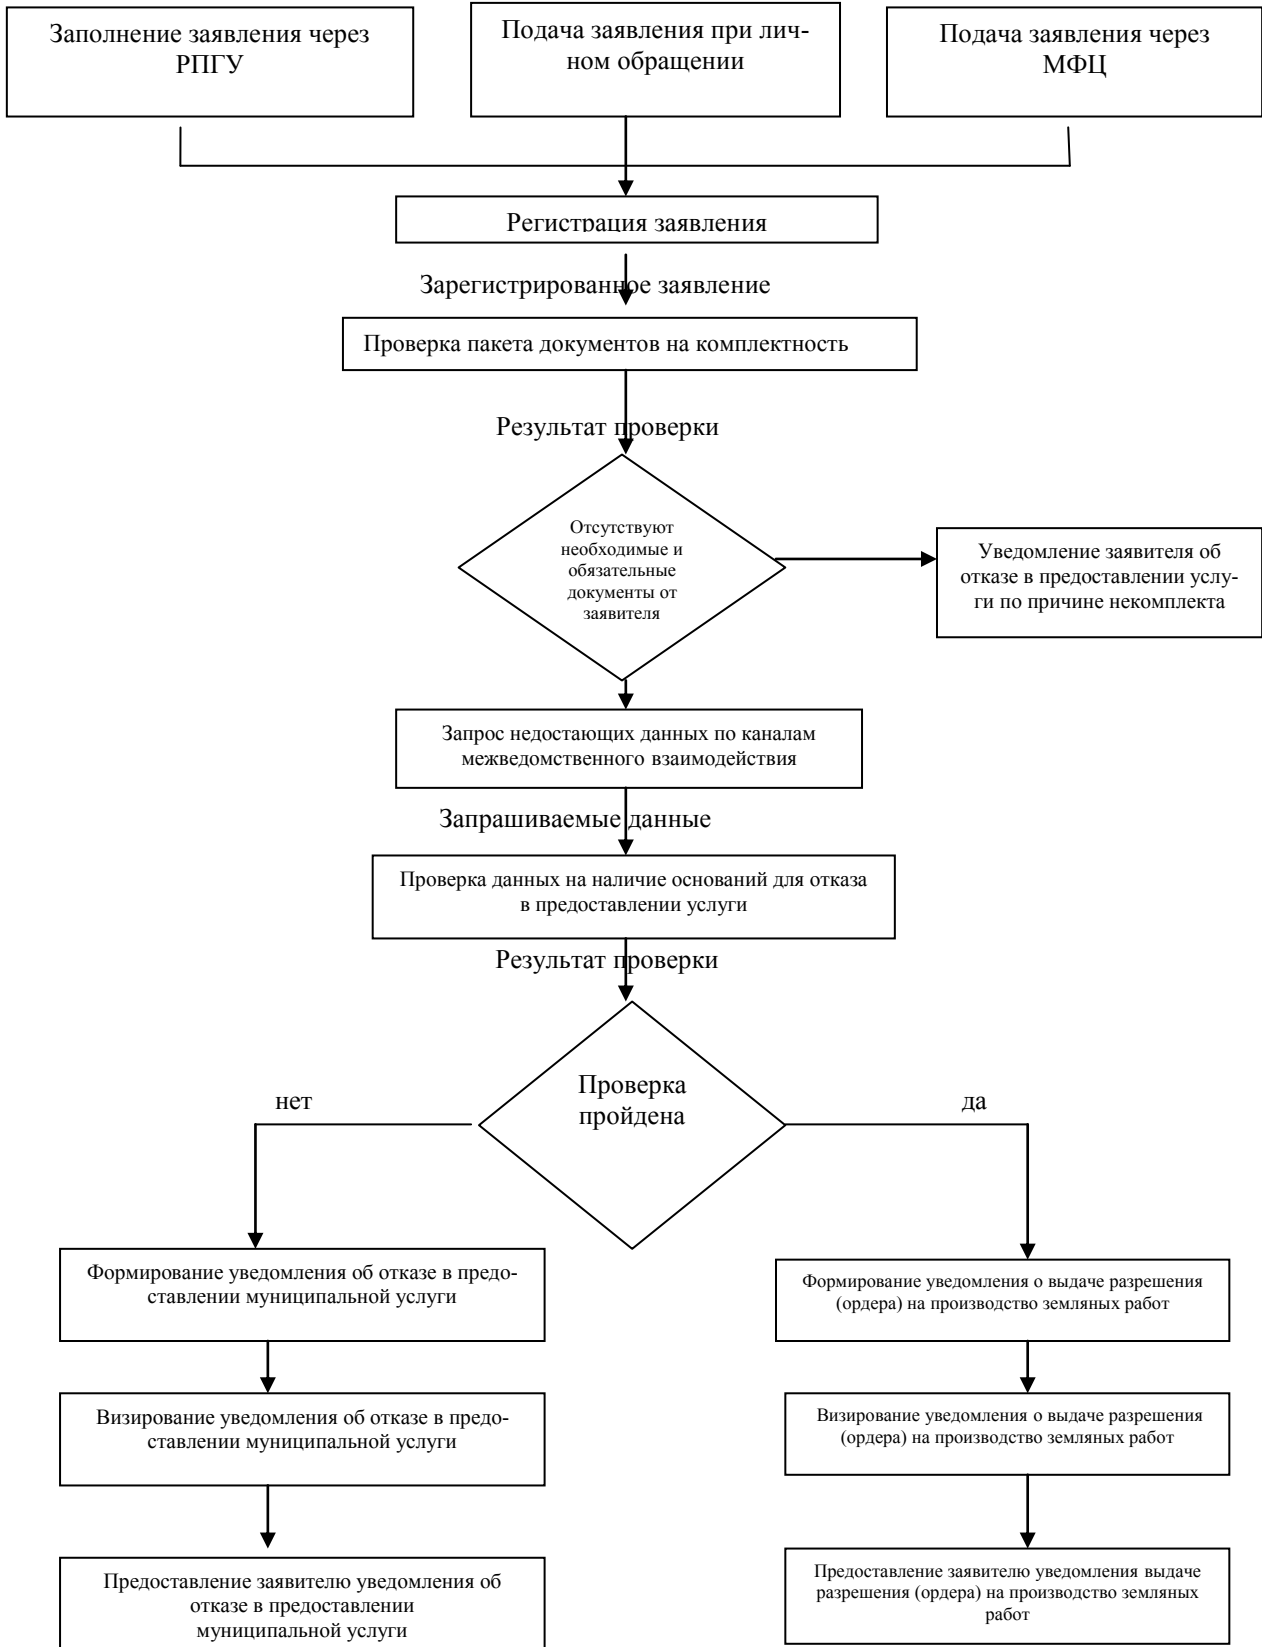 Заполнение заявления через
РПГУ
Подача заявления при лич-
ном обращении
Подача заявления через
МФЦ
Регистрация заявления
Зарегистрированное заявление
Проверка пакета документов на комплектность
Результат проверки
Отсутствуют
необходимые и
обязательные
документы от
заявителя
Уведомление заявителя об
отказе в предоставлении услу-
ги по причине некомплекта
Запрос недостающих данных по каналам
межведомственного взаимодействия
Запрашиваемые данные
Проверка данных на наличие оснований для отказа
в предоставлении услуги
Результат проверки
Проверка
пройдена
нет
да
Формирование уведомления об отказе в предо-
ставлении муниципальной услуги
Формирование уведомления о выдаче разрешения
(ордера) на производство земляных работ
Визирование уведомления об отказе в предо-
ставлении муниципальной услуги
Визирование уведомления о выдаче разрешения
(ордера) на производство земляных работ
Предоставление заявителю уведомления об
отказе в предоставлении
муниципальной услуги
Предоставление заявителю уведомления выдаче
разрешения (ордера) на производство земляных
работ